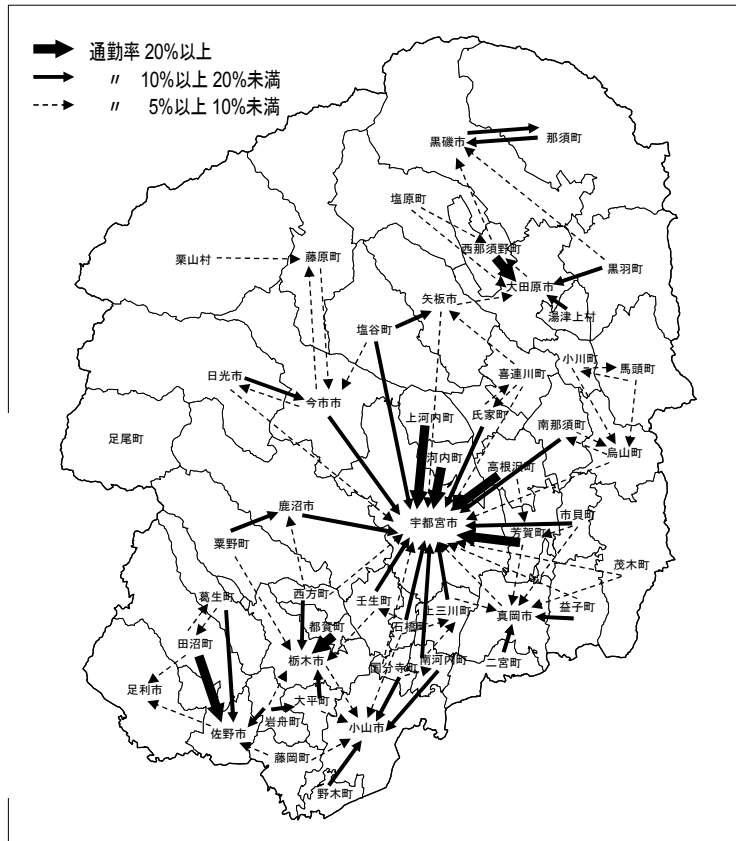 通勤率 20%以上
〃 10%以上 20%未満
〃 5%以上 10%未満
黒磯市
那須町
塩原町
西那須野町
栗山村
藤原町
黒羽町
大田原市
矢板市
湯津上村
塩谷町
小川町
馬頭町
日光市
喜連川町
今市市
上河内町
氏家町
南那須町
足尾町
烏山町
河内町
高根沢町
鹿沼市
宇都宮市
市貝町
芳賀町
粟野町
茂木町
西方町
葛生町
壬生町
上三川町
益子町
都賀町
石橋町
真岡市
田沼町
栃木市
国分寺町
南河内町
二宮町
足利市
大平町
岩舟町
小山市
佐野市
藤岡町
野木町